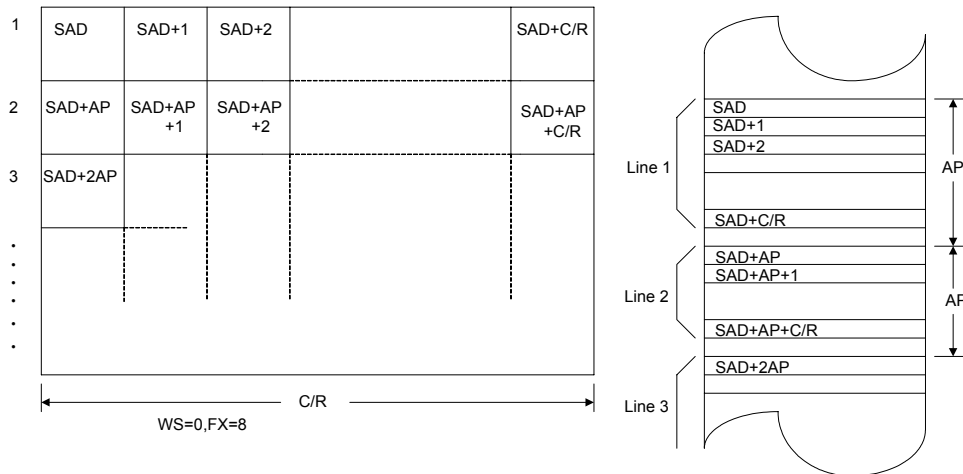 1
SAD
SAD+1
SAD+2
SAD+C/R
2
SAD+AP
SAD+AP
+1
SAD+AP
+2
SAD+AP
+C/R
3
SAD+2AP
C/R
WS=0,FX=8
Line 1
SAD
SAD+1
SAD+2
SAD+C/R
AP
Line 2
SAD+AP
SAD+AP+1
SAD+AP+C/R
AP
Line 3
SAD+2AP